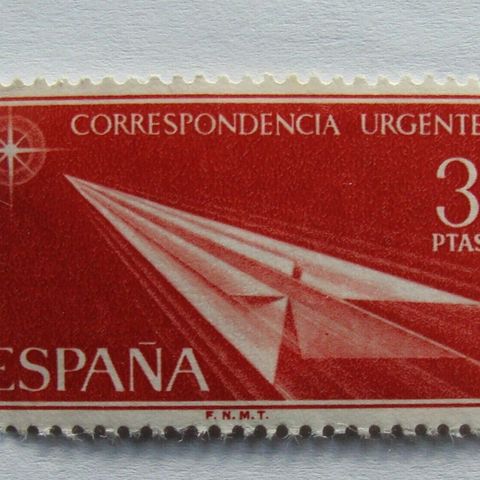 CORRESPONDENCIA URGENTE
3
PTAS
ESPAÑA
F.N.M.T.